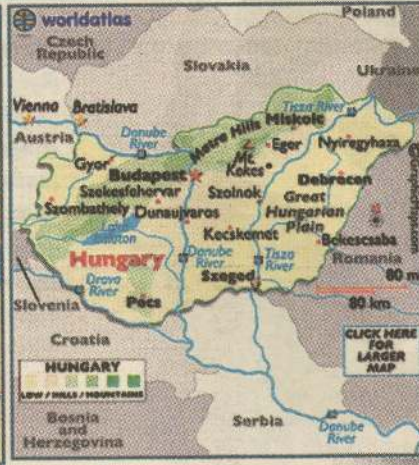 worldatlas
Poland
Czech
Republic
Slovakia
Ukraine
Vienna
Bratislava
Austria
Danube
River
Tisza River
Miskolc
Matra Hills
Eger
Nyiregyhaza
Gyor
Mt.
Kekes
Budapest
Debrecen
Szekesfehervar
Szolnok
Great
Hungarian
Plain
Szombathely
Dunaujvaros
Lake
Balaton
Kecskemet
Bekescsaba
Hungary
Danube
River
Tisza
River
Romania
Drava
River
Szeged
80 m
80 km
Slovenia
Pécs
Croatia
CLICK HERE
FOR
LARGER
MAP
HUNGARY
LOW / HILLS / MOUNTAINS
Serbia
Bosnia
and
Herzegovina
Danube
River